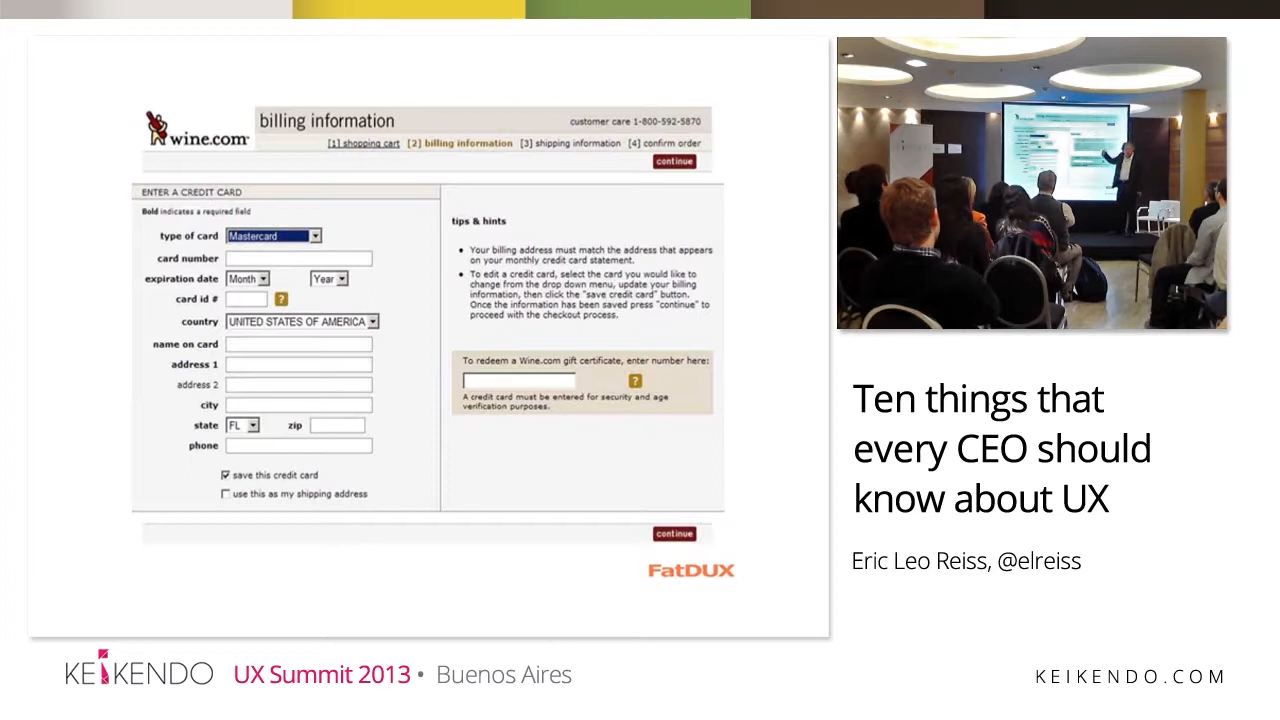 wine.com
billing information
customer care 1-800-592-5870
[1] shopping cart [2] billing information [3] shipping information [4] confirm order
continue
ENTER A CREDIT CARD
Bold indicates a required field
type of card Mastercard
card number
expiration date Month Year
card id # ?
country UNITED STATES OF AMERICA
name on card
address 1
address 2
city
state FL zip
phone
save this credit card
use this as my shipping address
tips & hints
• Your billing address must match the address that appears
on your monthly credit card statement.
• To edit a credit card, select the card you would like to
change from the drop down menu, update your billing
information, then click the "save credit card" button.
Once the information has been saved press "continue" to
proceed with the checkout process.
To redeem a Wine.com gift certificate, enter number here:
?
A credit card must be entered for security and age
verification purposes.
continue
FatDUX
Ten things that
every CEO should
know about UX
Eric Leo Reiss, @elreiss
KEIKENDO UX Summit 2013 • Buenos Aires
KEIKENDO.COM